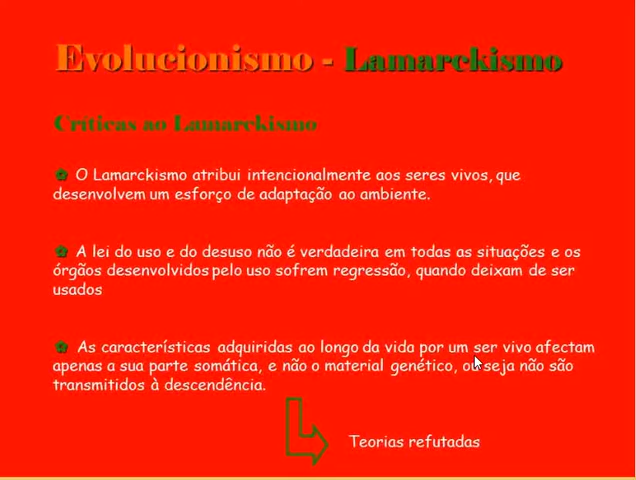 Evolucionismo - Lamarckismo
Críticas ao Lamarckismo
O Lamarckismo atribui intencionalmente aos seres vivos, que
desenvolvem um esforço de adaptação ao ambiente.
A lei do uso e do desuso não é verdadeira em todas as situações e os
órgãos desenvolvidos pelo uso sofrem regressão, quando deixam de ser
usados
As características adquiridas ao longo da vida por um ser vivo afectam
apenas a sua parte somática, e não o material genético, ou seja não são
transmitidos à descendência.
Teorias refutadas